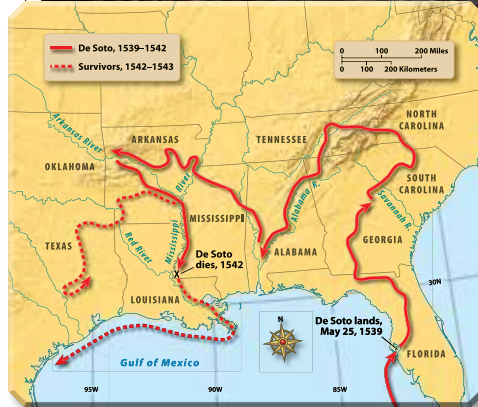 De Soto, 1539–1542
Survivors, 1542–1543
0 100 200 Miles
0 100 200 Kilometers
Arkansas River
ARKANSAS
OKLAHOMA
TENNESSEE
NORTH
CAROLINA
SOUTH
CAROLINA
Alabama R.
Savannah R.
Mississippi River
MISSISSIPPI
GEORGIA
TEXAS
Red River
De Soto
dies, 1542
ALABAMA
LOUISIANA
30N
N
De Soto lands,
May 25, 1539
FLORIDA
Gulf of Mexico
95W
90W
85W